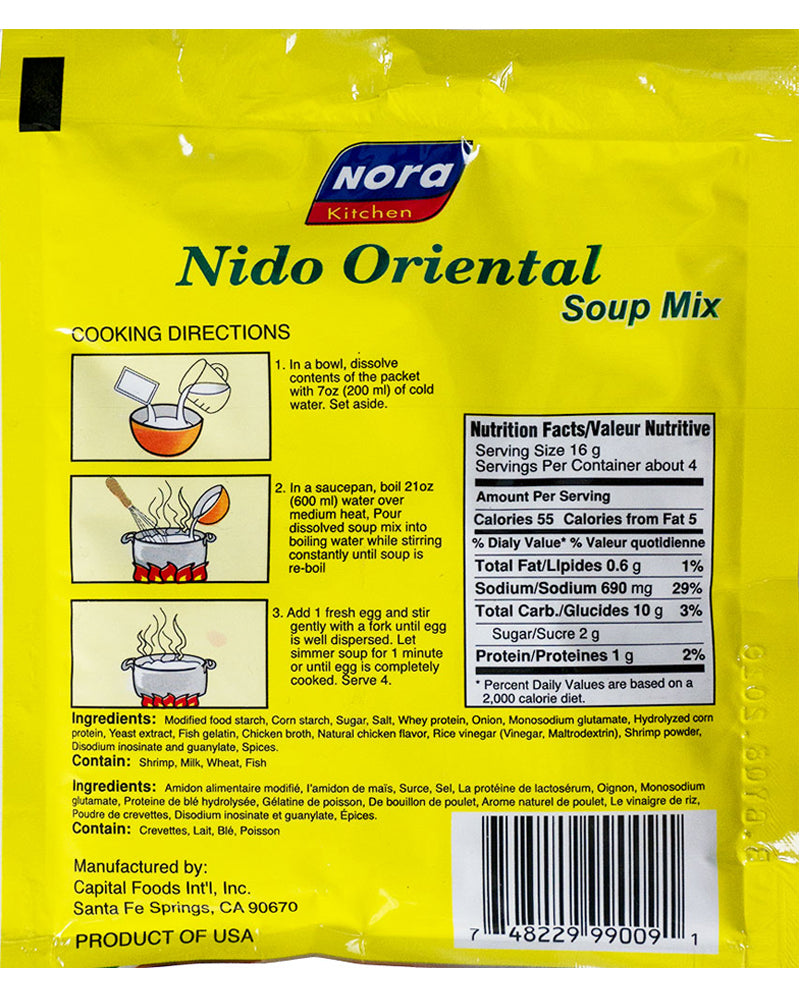 Nora
Kitchen
Nido Oriental
Soup Mix
COOKING DIRECTIONS
1. In a bowl, dissolve
contents of the packet
with 7oz (200 ml) of cold
water. Set aside.
2. In a saucepan, boil 21oz
(600 ml) water over
medium heat, Pour
dissolved soup mix into
boiling water while stirring
constantly until soup is
re-boil
3. Add 1 fresh egg and stir
gently with a fork until egg
is well dispersed. Let
simmer soup for 1 minute
or until egg is completely
cooked. Serve 4.
Nutrition Facts/Valeur Nutritive
Serving Size 16 g
Servings Per Container about 4
Amount Per Serving
Calories 55 Calories from Fat 5
% Dialy Value* % Valeur quotidienne
Total Fat/LIpides 0.6 g 1%
Sodium/Sodium 690 mg 29%
Total Carb./Glucides 10 g 3%
Sugar/Sucre 2 g
Protein/Proteines 1 g 2%
* Percent Daily Values are based on a
2,000 calorie diet.
Ingredients: Modified food starch, Corn starch, Sugar, Salt, Whey protein, Onion, Monosodium glutamate, Hydrolyzed corn
protein, Yeast extract, Fish gelatin, Chicken broth, Natural chicken flavor, Rice vinegar (Vinegar, Maltrodextrin), Shrimp powder,
Disodium inosinate and guanylate, Spices.
Contain: Shrimp, Milk, Wheat, Fish
Ingredients: Amidon alimentaire modifié, l'amidon de maïs, Surce, Sel, La protéine de lactosérum, Oignon, Monosodium
glutamate, Proteine de blé hydrolysée, Gélatine de poisson, De bouillon de poulet, Arome naturel de poulet, Le vinaigre de riz,
Poudre de crevettes, Disodium inosinate et guanylate, Épices.
Contain: Crevettes, Lait, Blé, Poisson
Manufactured by:
Capital Foods Int'l, Inc.
Santa Fe Springs, CA 90670
PRODUCT OF USA
7 48229 99009 1